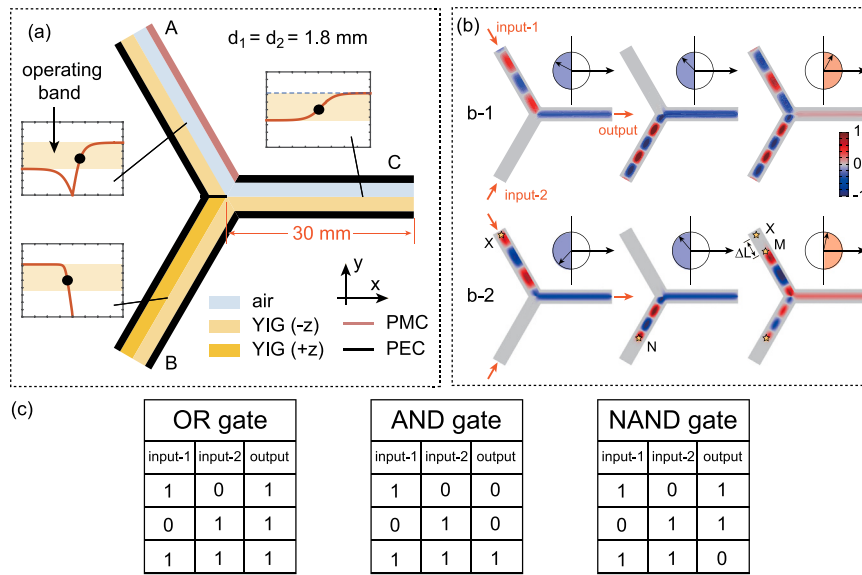 (a)
A
d1 = d2 = 1.8 mm
operating
band
C
30 mm
y
x
air
YIG (-z)
YIG (+z)
PMC
PEC
B
(b)
input-1
b-1
output
input-2
1
0
-1
X
X
M
ΔL
b-2
N
(c)
OR gate
input-1 input-2 output
1 0 1
0 1 1
1 1 1
AND gate
input-1 input-2 output
1 0 0
0 1 0
1 1 1
NAND gate
input-1 input-2 output
1 0 1
0 1 1
1 1 0